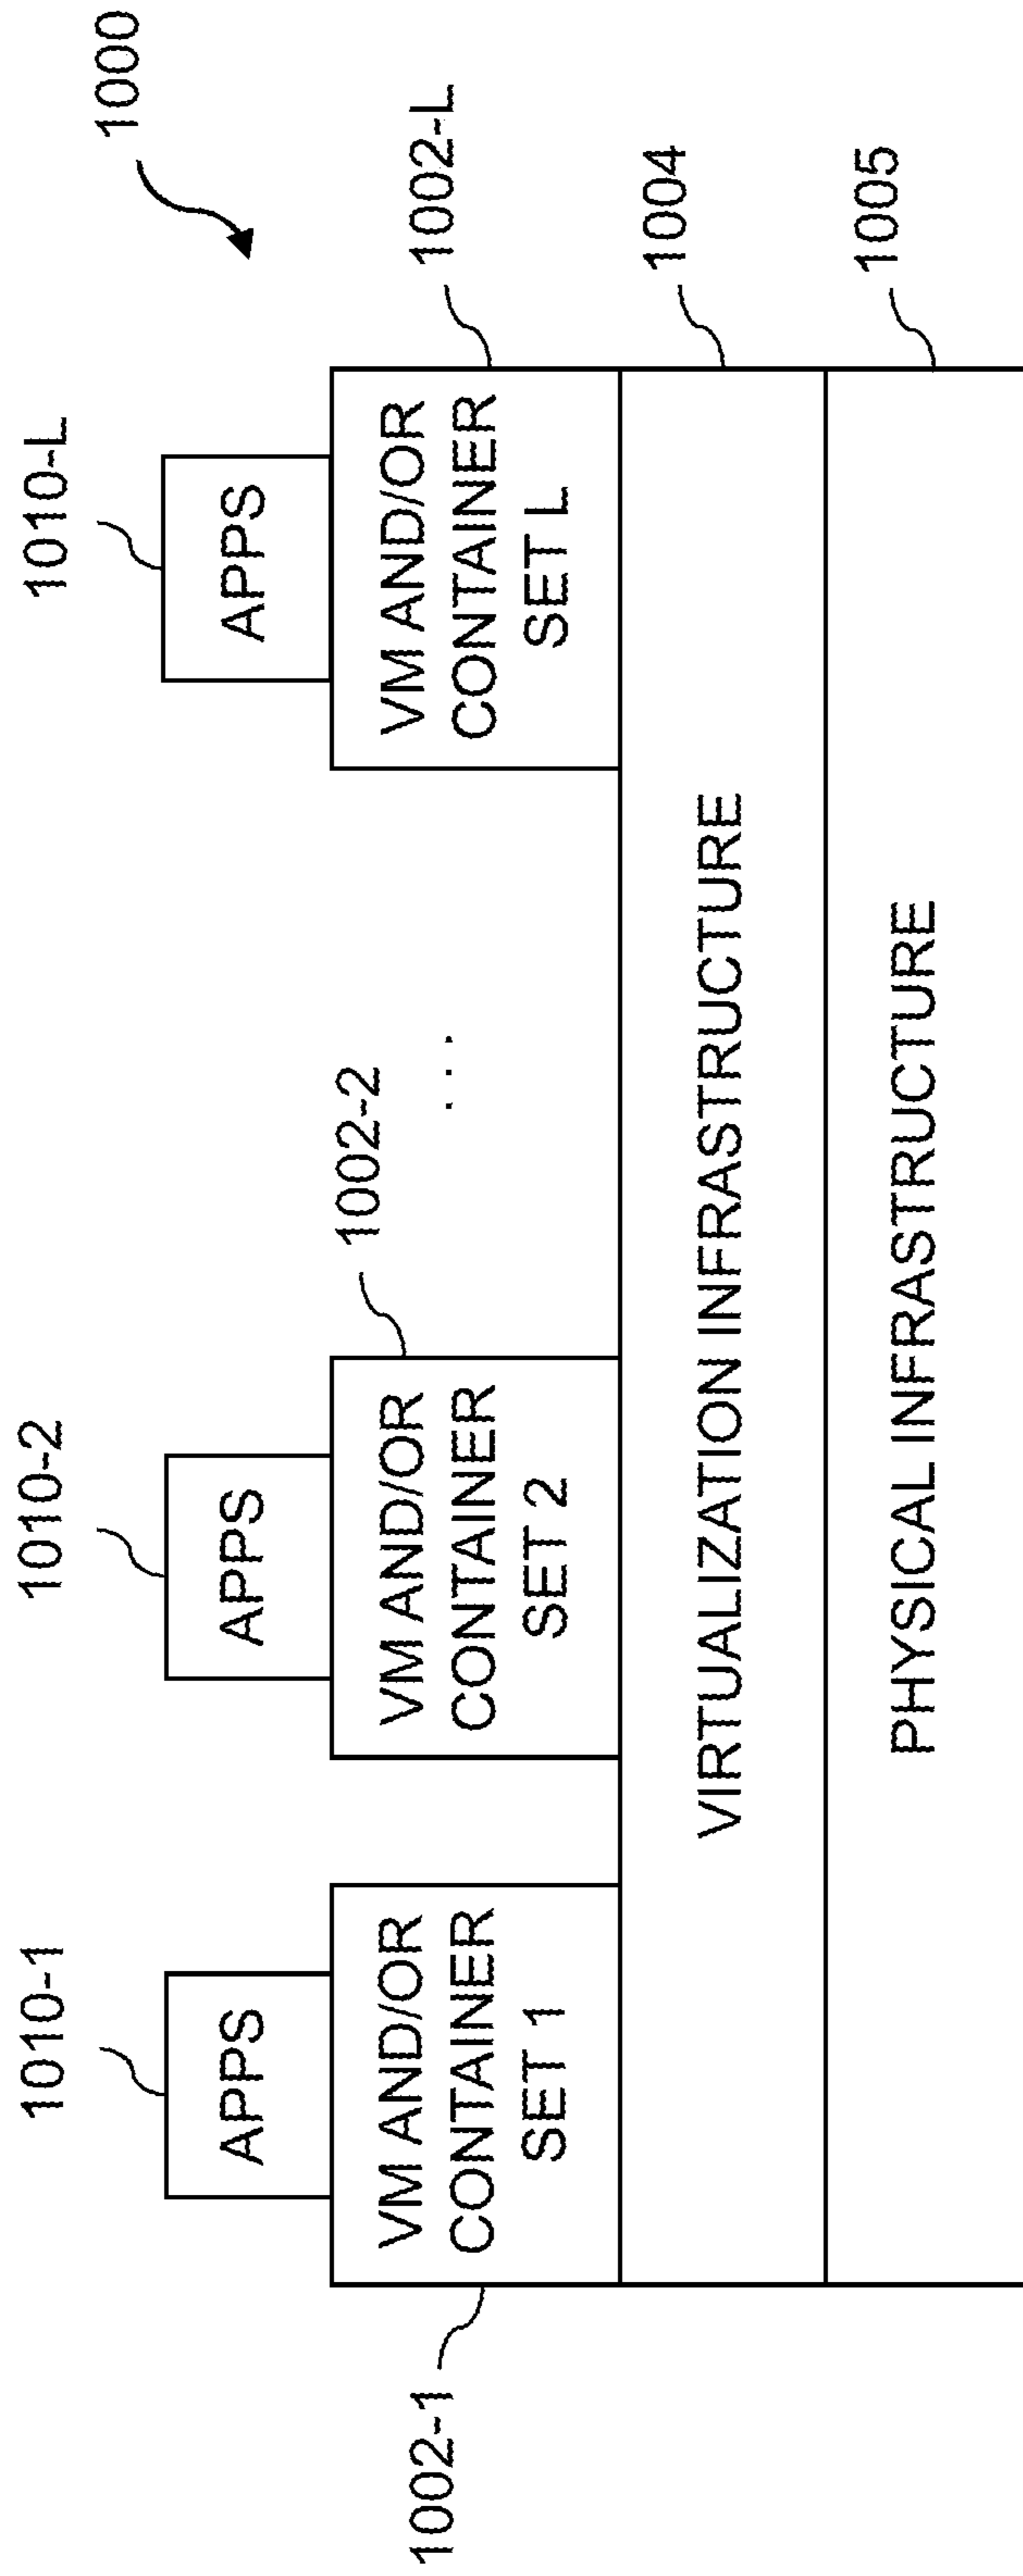 1000
1010-1
1010-2
1010-L
APPS
APPS
APPS
1002-2
1002-L
1002-1
VM AND/OR
CONTAINER
SET 1
VM AND/OR
CONTAINER
SET 2
. . .
VM AND/OR
CONTAINER
SET L
VIRTUALIZATION INFRASTRUCTURE
1004
PHYSICAL INFRASTRUCTURE
1005